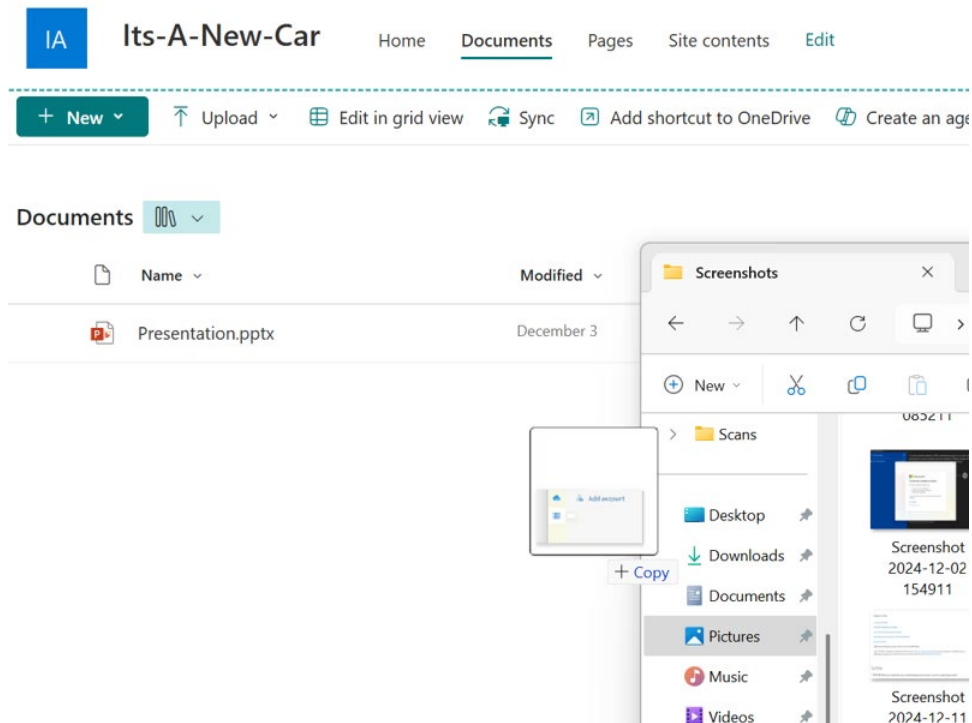 IA
Its-A-New-Car
Home Documents Pages Site contents Edit
+ New Upload Edit in grid view Sync Add shortcut to OneDrive Create an age
Documents
Name Modified
Presentation.pptx December 3
Screenshots
New
085211
Scans
Add account
+ Copy
Desktop
Downloads
Documents
Pictures
Music
Videos
Screenshot
2024-12-02
154911
Screenshot
2024-12-11